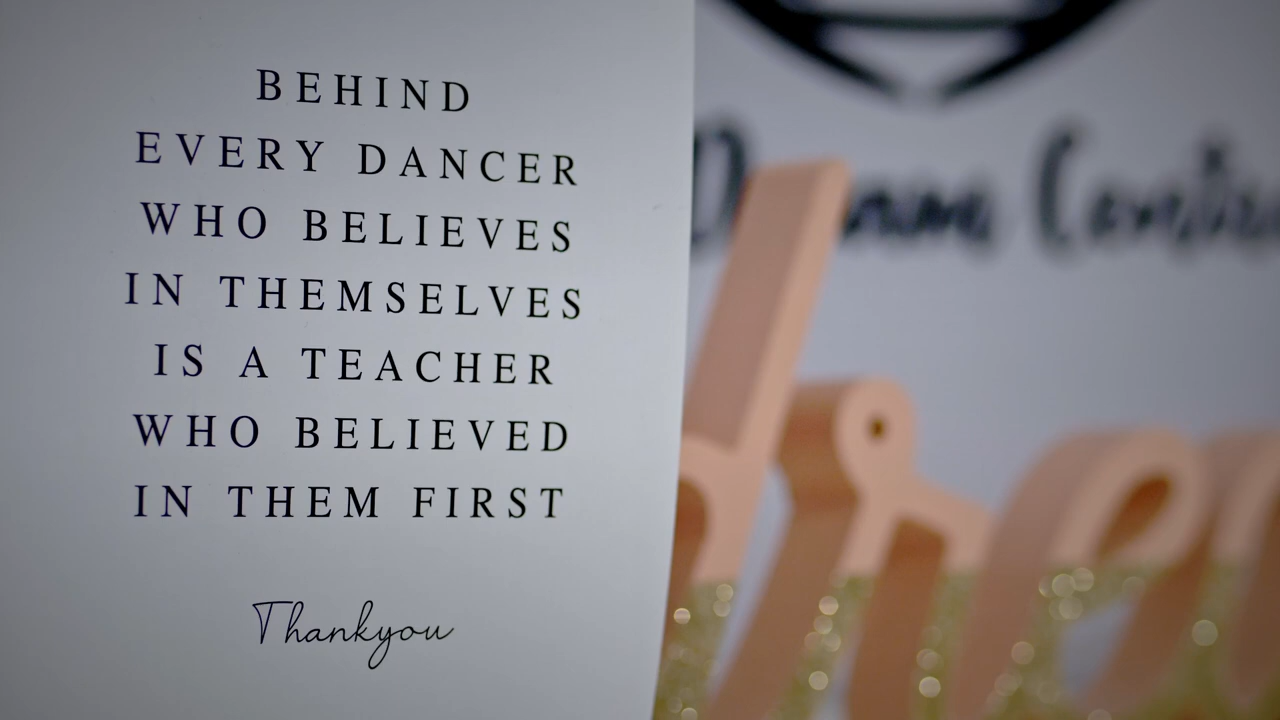 BEHIND
EVERY DANCER
WHO BELIEVES
IN THEMSELVES
IS A TEACHER
WHO BELIEVED
IN THEM FIRST
Thankyou